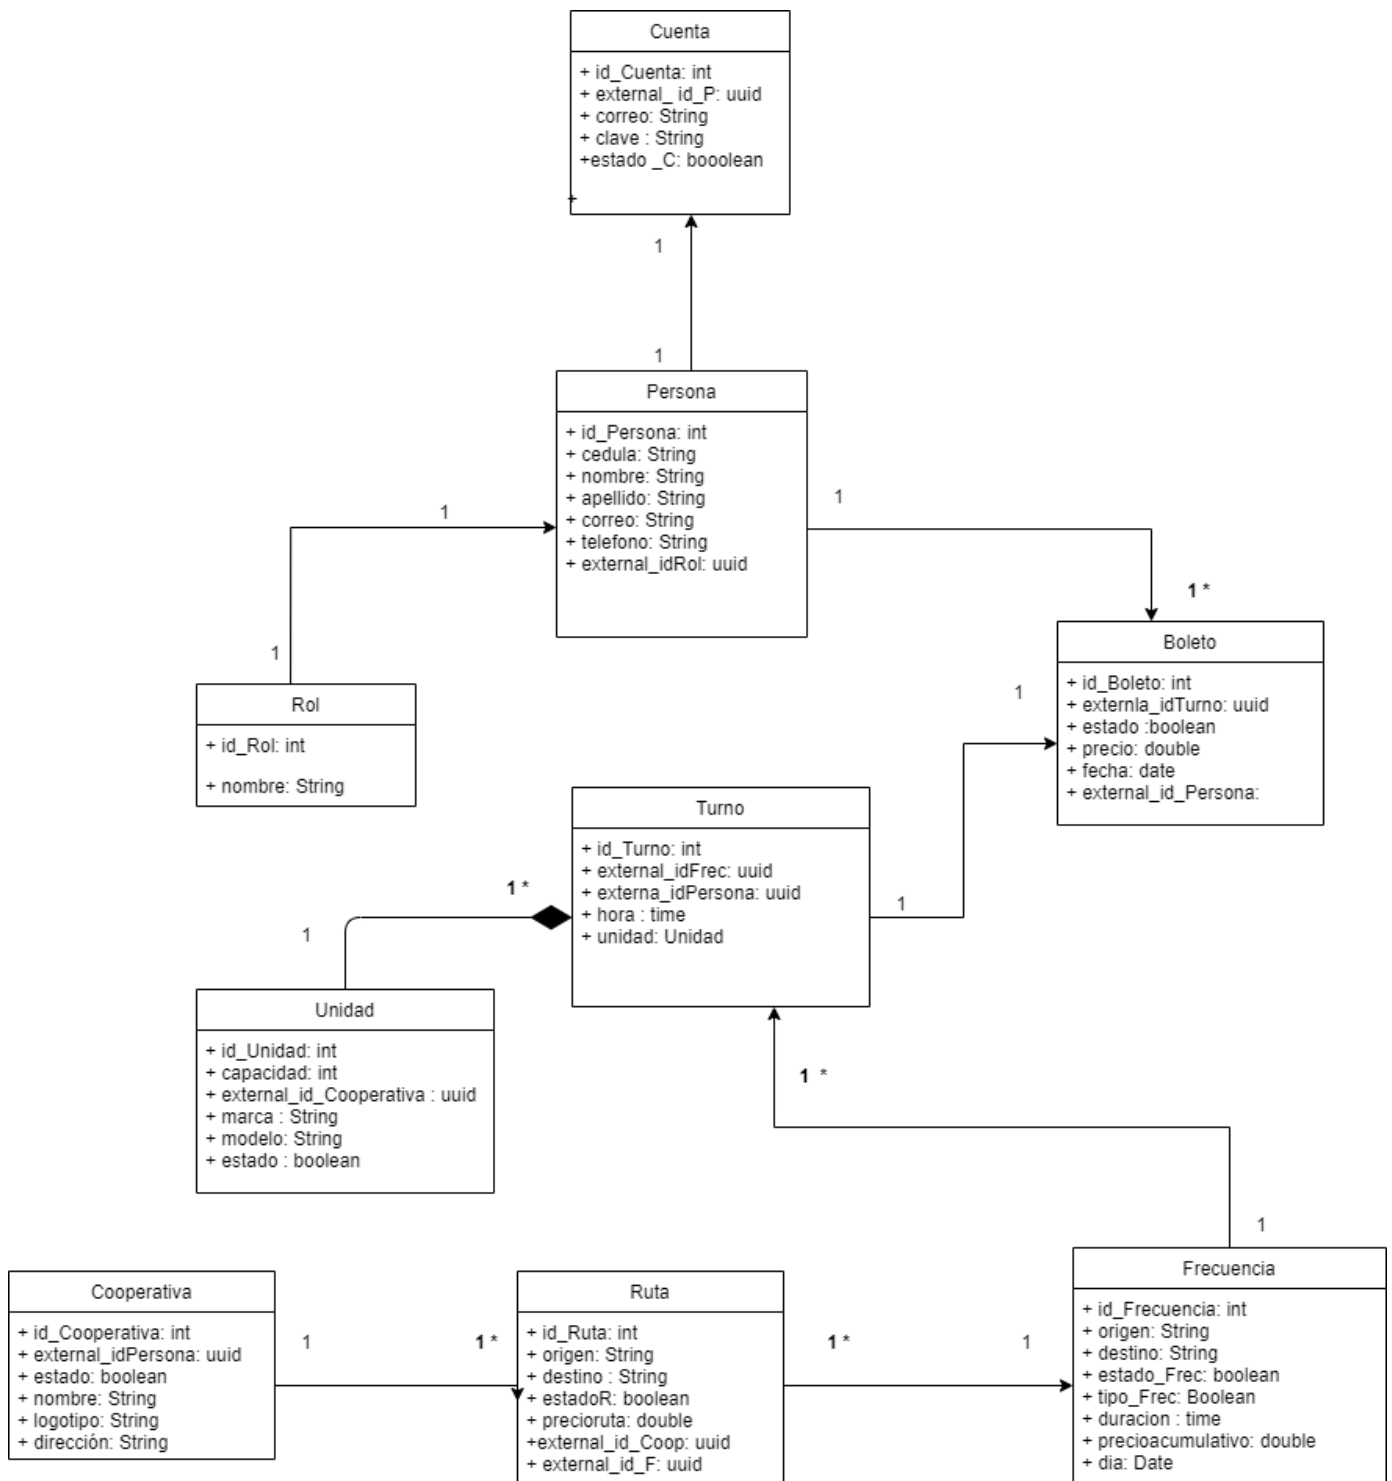 Cuenta
+ id_Cuenta: int
+ external_ id_P: uuid
+ correo: String
+ clave : String
+estado _C: booolean
+
1
1
Persona
+ id_Persona: int
+ cedula: String
+ nombre: String
+ apellido: String
+ correo: String
+ telefono: String
+ external_idRol: uuid
1
1
1
1 *
Rol
+ id_Rol: int
+ nombre: String
Boleto
+ id_Boleto: int
+ externla_idTurno: uuid
+ estado :boolean
+ precio: double
+ fecha: date
+ external_id_Persona:
1
Turno
+ id_Turno: int
+ external_idFrec: uuid
+ externa_idPersona: uuid
+ hora : time
+ unidad: Unidad
1 *
1
1
Unidad
+ id_Unidad: int
+ capacidad: int
+ external_id_Cooperativa : uuid
+ marca : String
+ modelo: String
+ estado : boolean
1 *
1
Cooperativa
+ id_Cooperativa: int
+ external_idPersona: uuid
+ estado: boolean
+ nombre: String
+ logotipo: String
+ dirección: String
1
1 *
Ruta
+ id_Ruta: int
+ origen: String
+ destino : String
+ estadoR: boolean
+ precioruta: double
+external_id_Coop: uuid
+ external_id_F: uuid
1 *
1
Frecuencia
+ id_Frecuencia: int
+ origen: String
+ destino: String
+ estado_Frec: boolean
+ tipo_Frec: Boolean
+ duracion : time
+ precioacumulativo: double
+ dia: Date